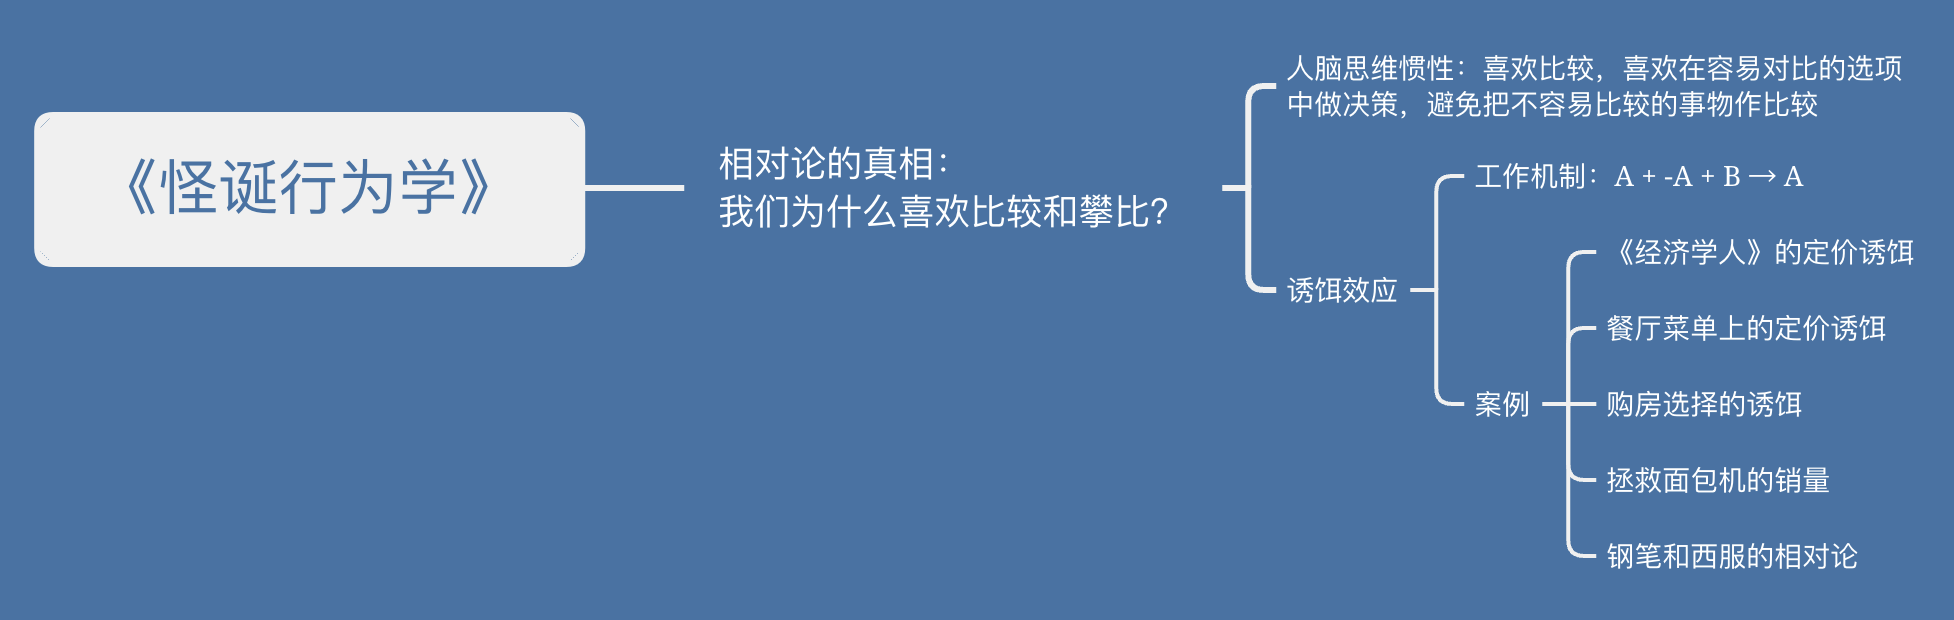 《怪诞行为学》
相对论的真相：
我们为什么喜欢比较和攀比？
人脑思维惯性：喜欢比较，喜欢在容易对比的选项
中做决策，避免把不容易比较的事物作比较
诱饵效应
工作机制：A + -A + B → A
案例
《经济学人》的定价诱饵
餐厅菜单上的定价诱饵
购房选择的诱饵
拯救面包机的销量
钢笔和西服的相对论